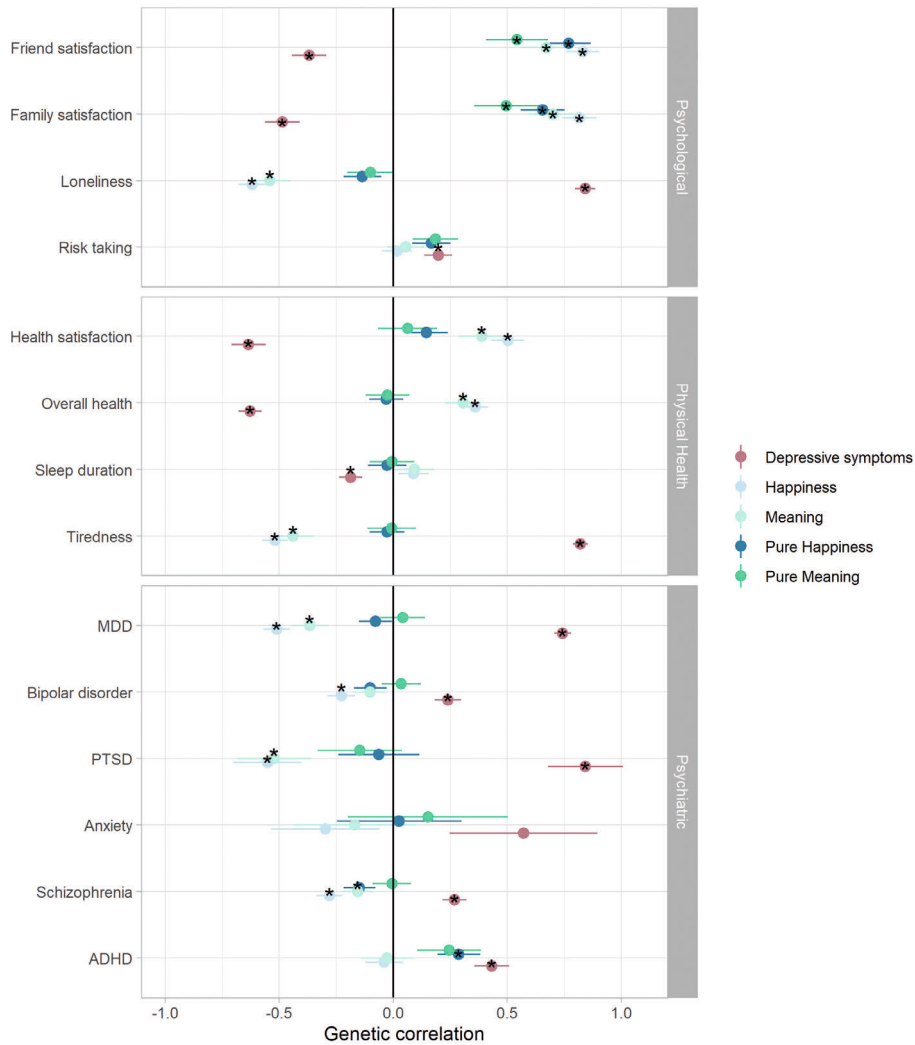 Friend satisfaction
Family satisfaction
Loneliness
Risk taking
Psychological
Health satisfaction
Overall health
Sleep duration
Tiredness
Physical Health
MDD
Bipolar disorder
PTSD
Anxiety
Schizophrenia
ADHD
Psychiatric
-1.0 -0.5 0.0 0.5 1.0
Genetic correlation
Depressive symptoms
Happiness
Meaning
Pure Happiness
Pure Meaning